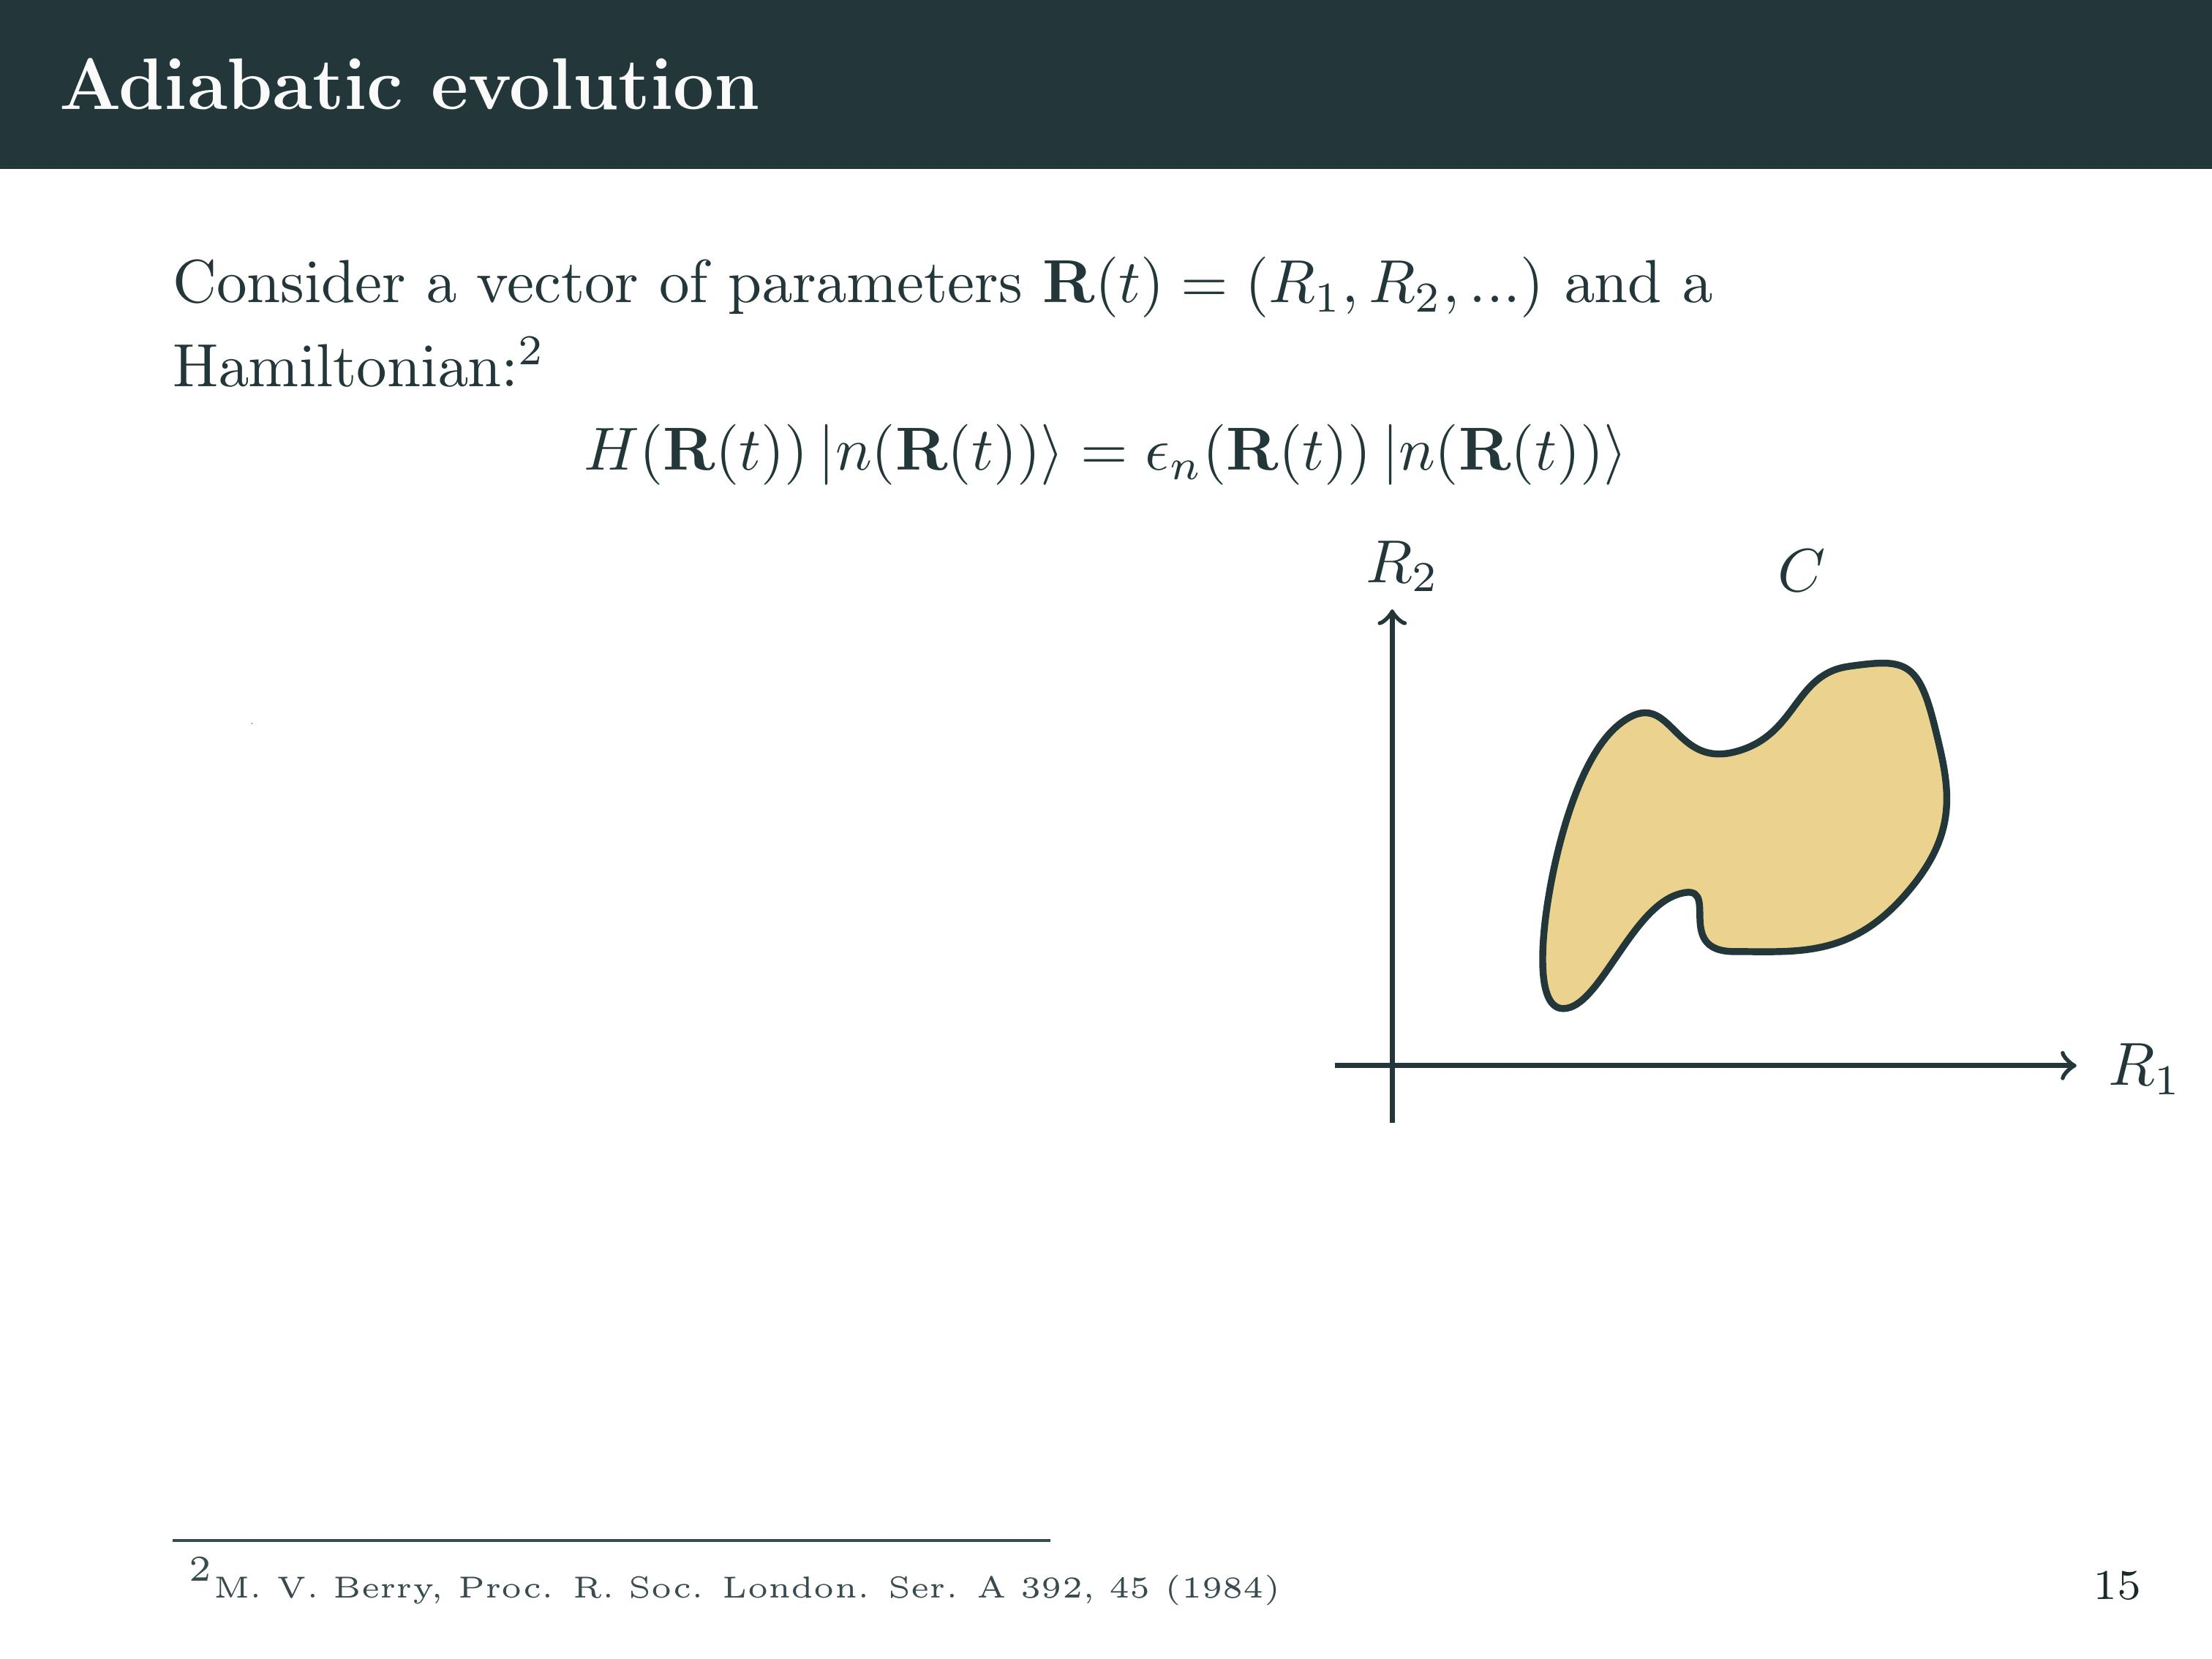 Adiabatic evolution
Consider a vector of parameters R(t) = (R₁, R₂, ...) and a
Hamiltonian:²
H(R(t)) |n(R(t))⟩ = ϵₙ(R(t)) |n(R(t))⟩
R₂
C
R₁
²M. V. Berry, Proc. R. Soc. London. Ser. A 392, 45 (1984)
15